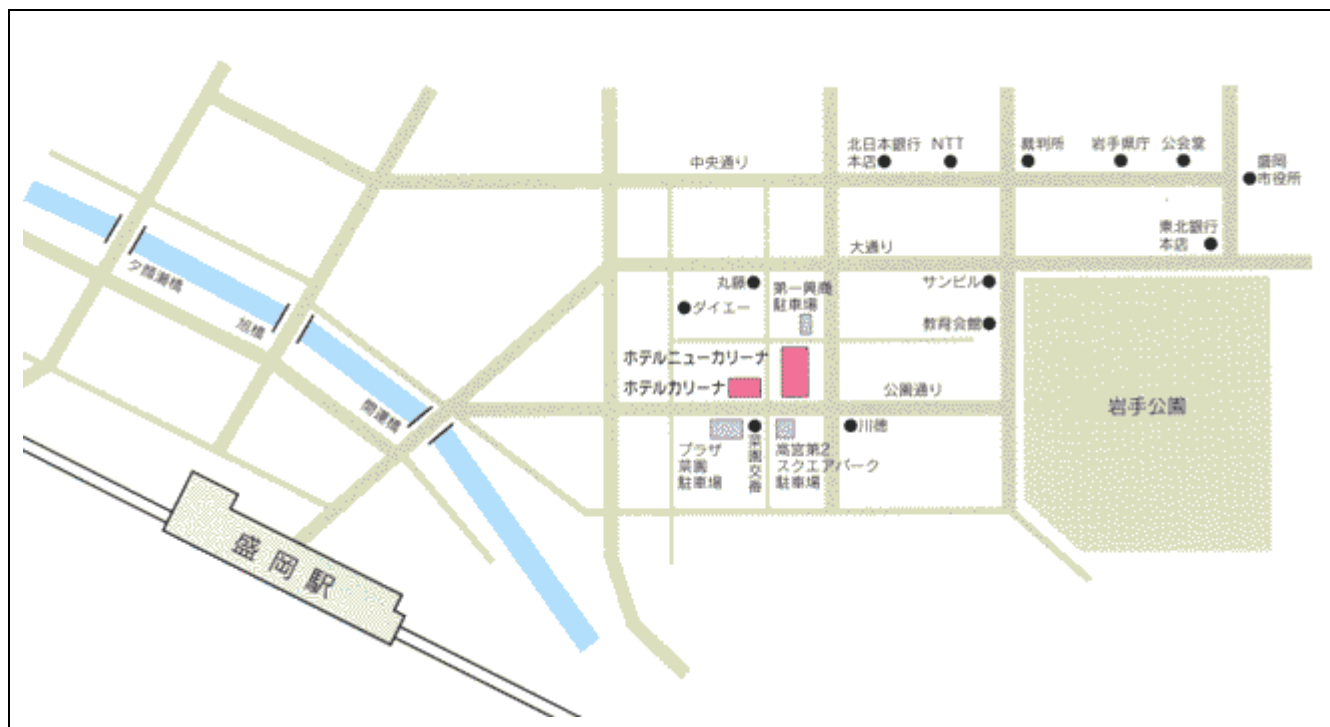 北日本銀行
本店
NTT
裁判所
岩手県庁
公会堂
盛岡
市役所
中央通り
東北銀行
本店
大通り
夕顔瀬橋
旭橋
開運橋
丸藤
ダイエー
第一興商
駐車場
サンビル
教育会館
ホテルニューカリーナ
ホテルカリーナ
公園通り
岩手公園
川徳
プラザ
菜園
駐車場
菜園交番
高宮第2
スクエアパーク
駐車場
盛岡駅